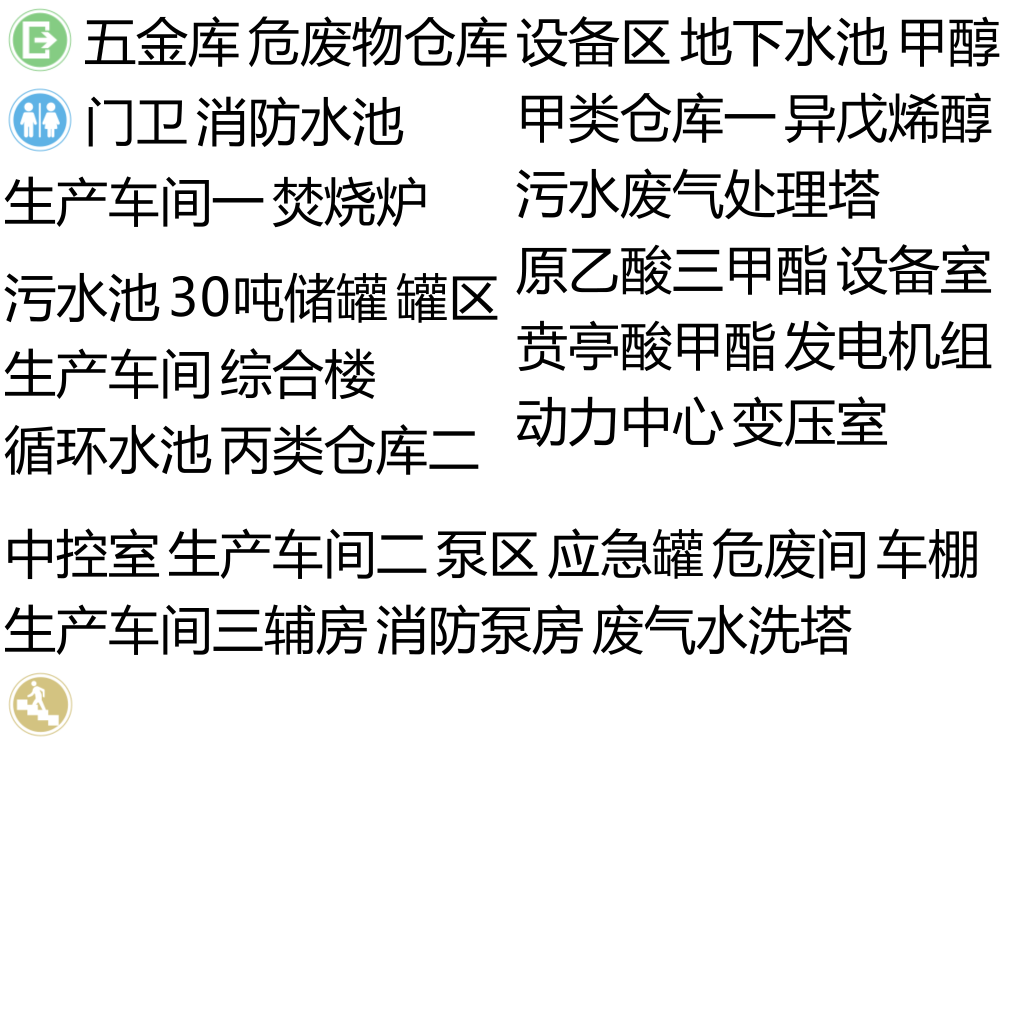 五金库 危废物仓库 设备区 地下水池 甲醇
门卫 消防水池
甲类仓库一 异戊烯醇
生产车间一 焚烧炉
污水废气处理塔
污水池 30吨储罐 罐区
原乙酸三甲酯 设备室
生产车间 综合楼
贲亭酸甲酯 发电机组
循环水池 丙类仓库二
动力中心 变压室
中控室 生产车间二 泵区 应急罐 危废间 车棚
生产车间三辅房 消防泵房 废气水洗塔